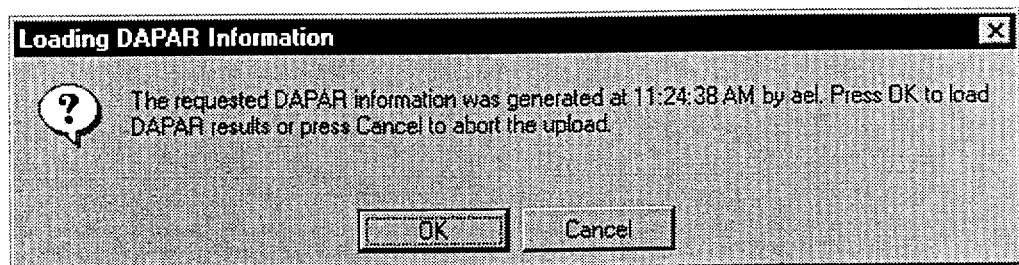 Loading DAPAR Information
The requested DAPAR information was generated at 11:24:38 AM by ael. Press OK to load
DAPAR results or press Cancel to abort the upload.
OK Cancel